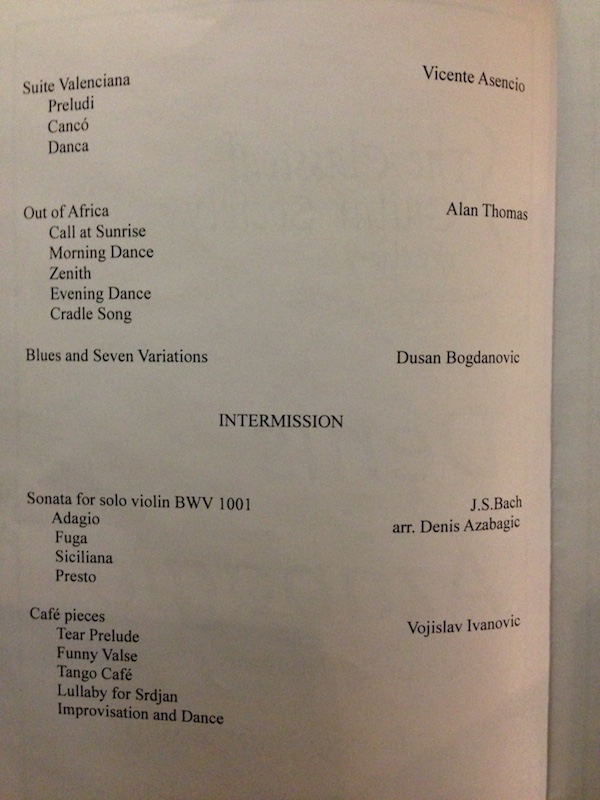 Suite Valenciana Vicente Asencio
Preludi
Cancó
Danca
Out of Africa Alan Thomas
Call at Sunrise
Morning Dance
Zenith
Evening Dance
Cradle Song
Blues and Seven Variations Dusan Bogdanovic
INTERMISSION
Sonata for solo violin BWV 1001 J.S.Bach
Adagio arr. Denis Azabagic
Fuga
Siciliana
Presto
Café pieces Vojislav Ivanovic
Tear Prelude
Funny Valse
Tango Café
Lullaby for Srdjan
Improvisation and Dance